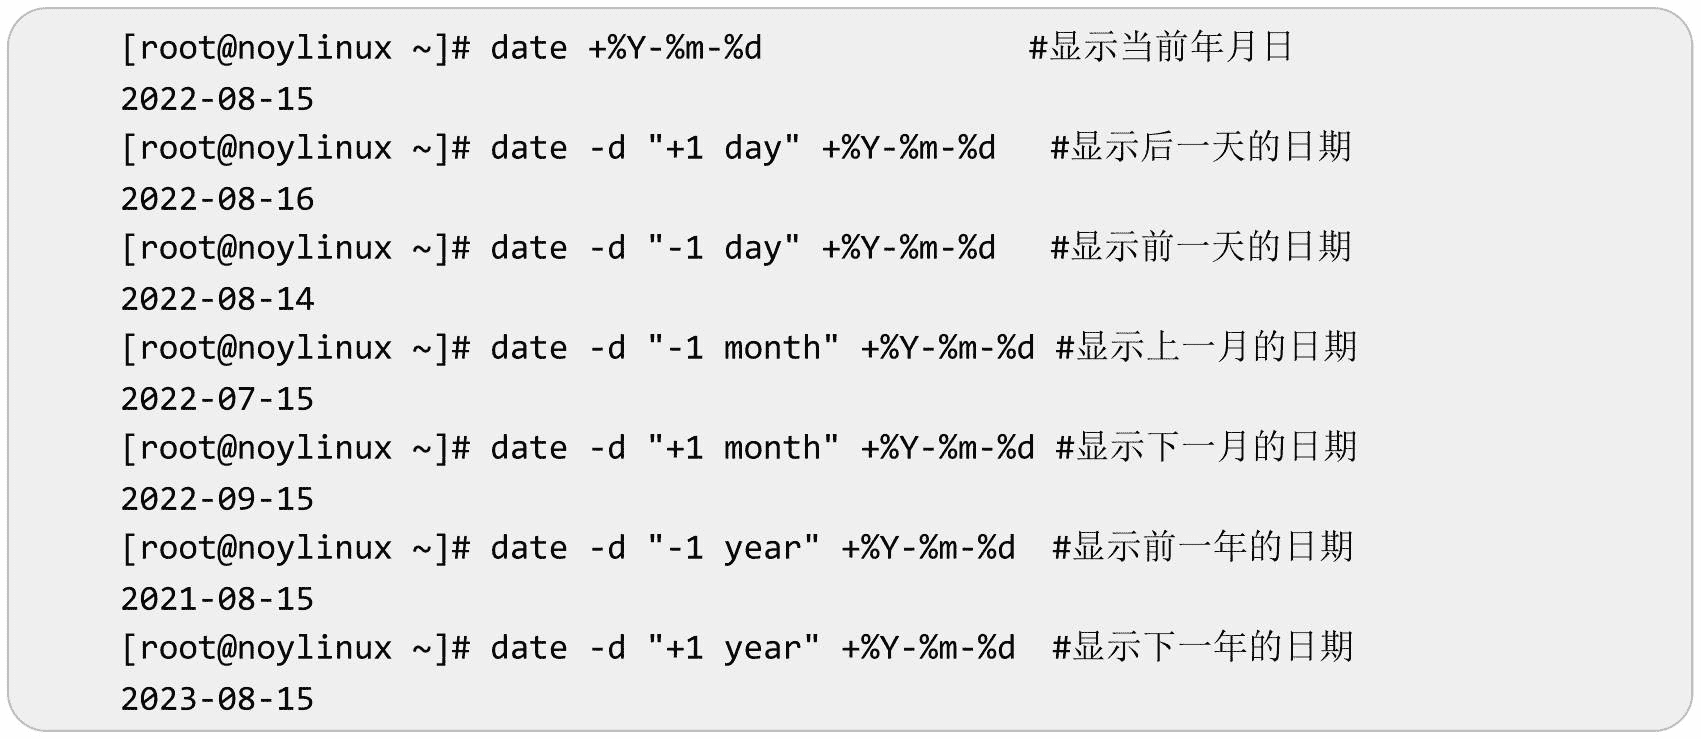 [root@noylinux ~]# date +%Y-%m-%d #显示当前年月日
2022-08-15
[root@noylinux ~]# date -d "+1 day" +%Y-%m-%d #显示后一天的日期
2022-08-16
[root@noylinux ~]# date -d "-1 day" +%Y-%m-%d #显示前一天的日期
2022-08-14
[root@noylinux ~]# date -d "-1 month" +%Y-%m-%d #显示上一月的日期
2022-07-15
[root@noylinux ~]# date -d "+1 month" +%Y-%m-%d #显示下一月的日期
2022-09-15
[root@noylinux ~]# date -d "-1 year" +%Y-%m-%d #显示前一年的日期
2021-08-15
[root@noylinux ~]# date -d "+1 year" +%Y-%m-%d #显示下一年的日期
2023-08-15